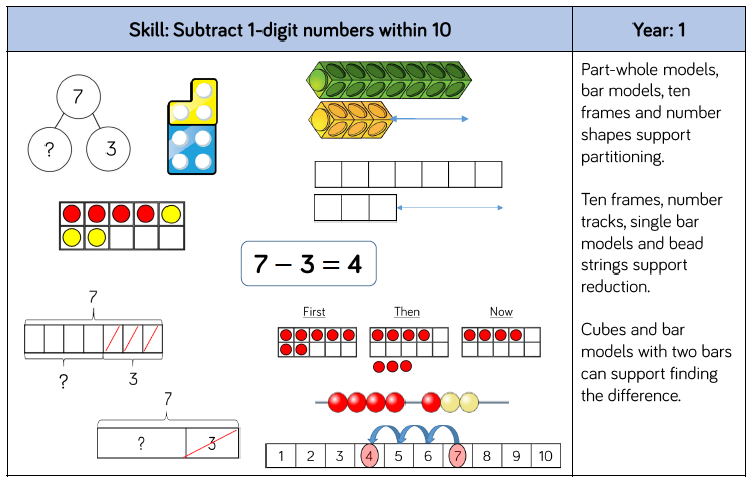 Skill: Subtract 1-digit numbers within 10
Year: 1
7
?
3
7 − 3 = 4
7
?
3
7
?
3
First
Then
Now
1 2 3 4 5 6 7 8 9 10
Part-whole models,
bar models, ten
frames and number
shapes support
partitioning.
Ten frames, number
tracks, single bar
models and bead
strings support
reduction.
Cubes and bar
models with two bars
can support finding
the difference.